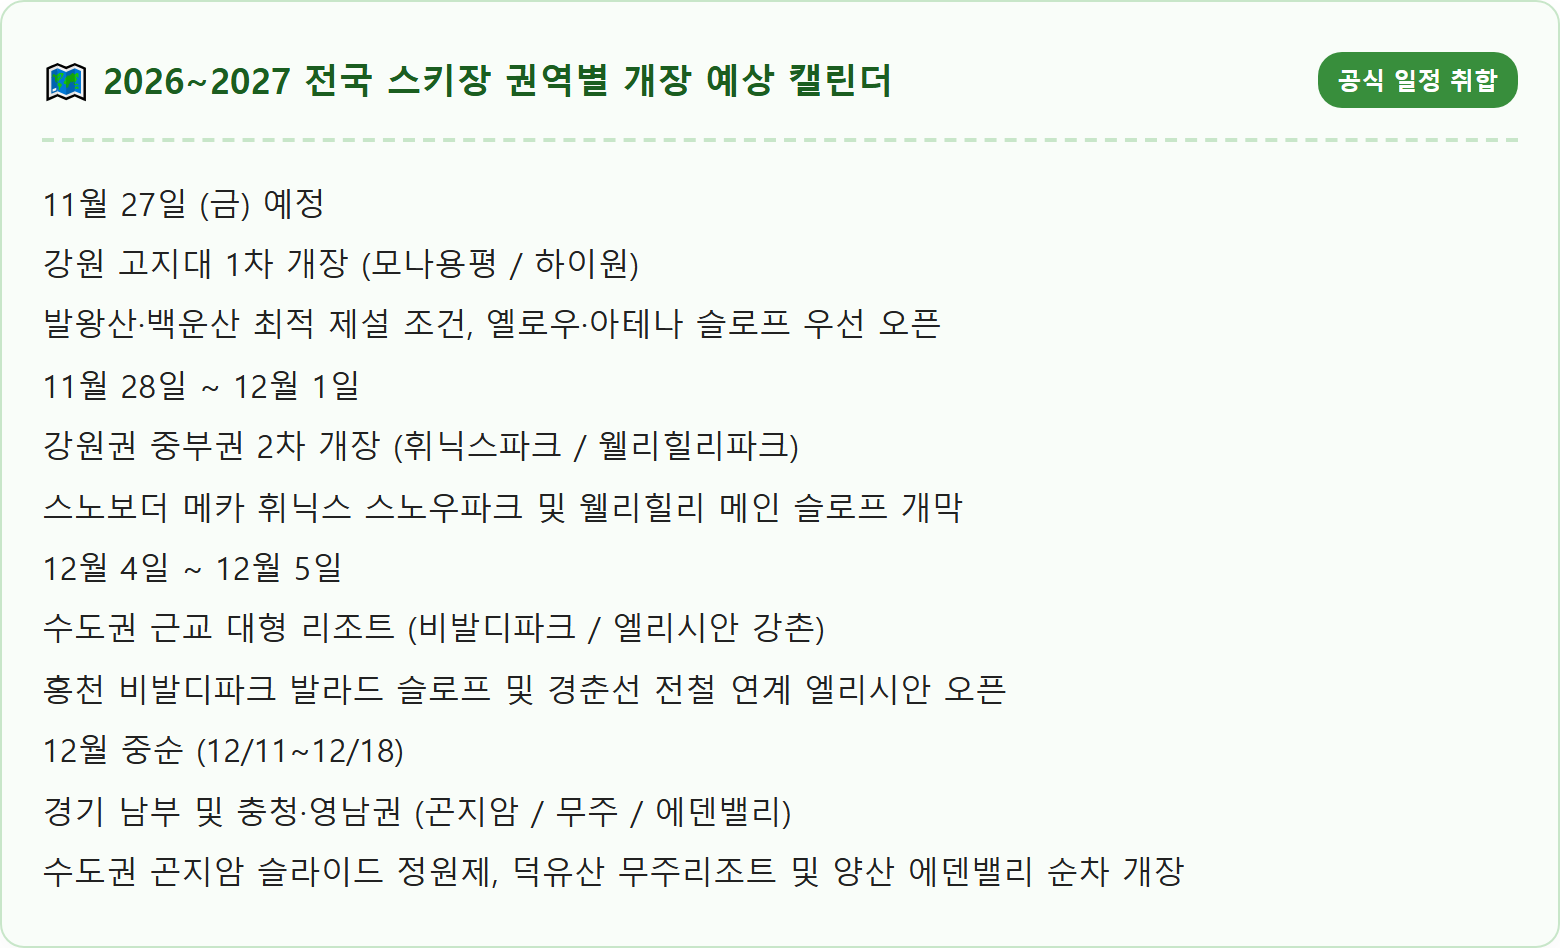 2026~2027 전국 스키장 권역별 개장 예상 캘린더
공식 일정 취합
11월 27일 (금) 예정
강원 고지대 1차 개장 (모나용평 / 하이원)
발왕산·백운산 최적 제설 조건, 옐로우·아테나 슬로프 우선 오픈
11월 28일 ~ 12월 1일
강원권 중부권 2차 개장 (휘닉스파크 / 웰리힐리파크)
스노보더 메카 휘닉스 스노우파크 및 웰리힐리 메인 슬로프 개막
12월 4일 ~ 12월 5일
수도권 근교 대형 리조트 (비발디파크 / 엘리시안 강촌)
홍천 비발디파크 발라드 슬로프 및 경춘선 전철 연계 엘리시안 오픈
12월 중순 (12/11~12/18)
경기 남부 및 충청·영남권 (곤지암 / 무주 / 에덴밸리)
수도권 곤지암 슬라이드 정원제, 덕유산 무주리조트 및 양산 에덴밸리 순차 개장